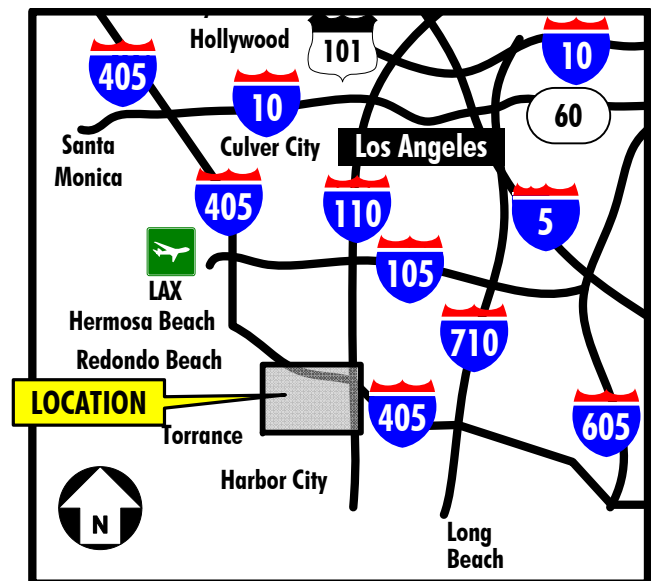 Hollywood
101
10
405
10
60
Santa
Monica
Culver City
Los Angeles
405
110
5
LAX
105
Hermosa Beach
710
Redondo Beach
LOCATION
405
605
Torrance
Harbor City
N
Long
Beach